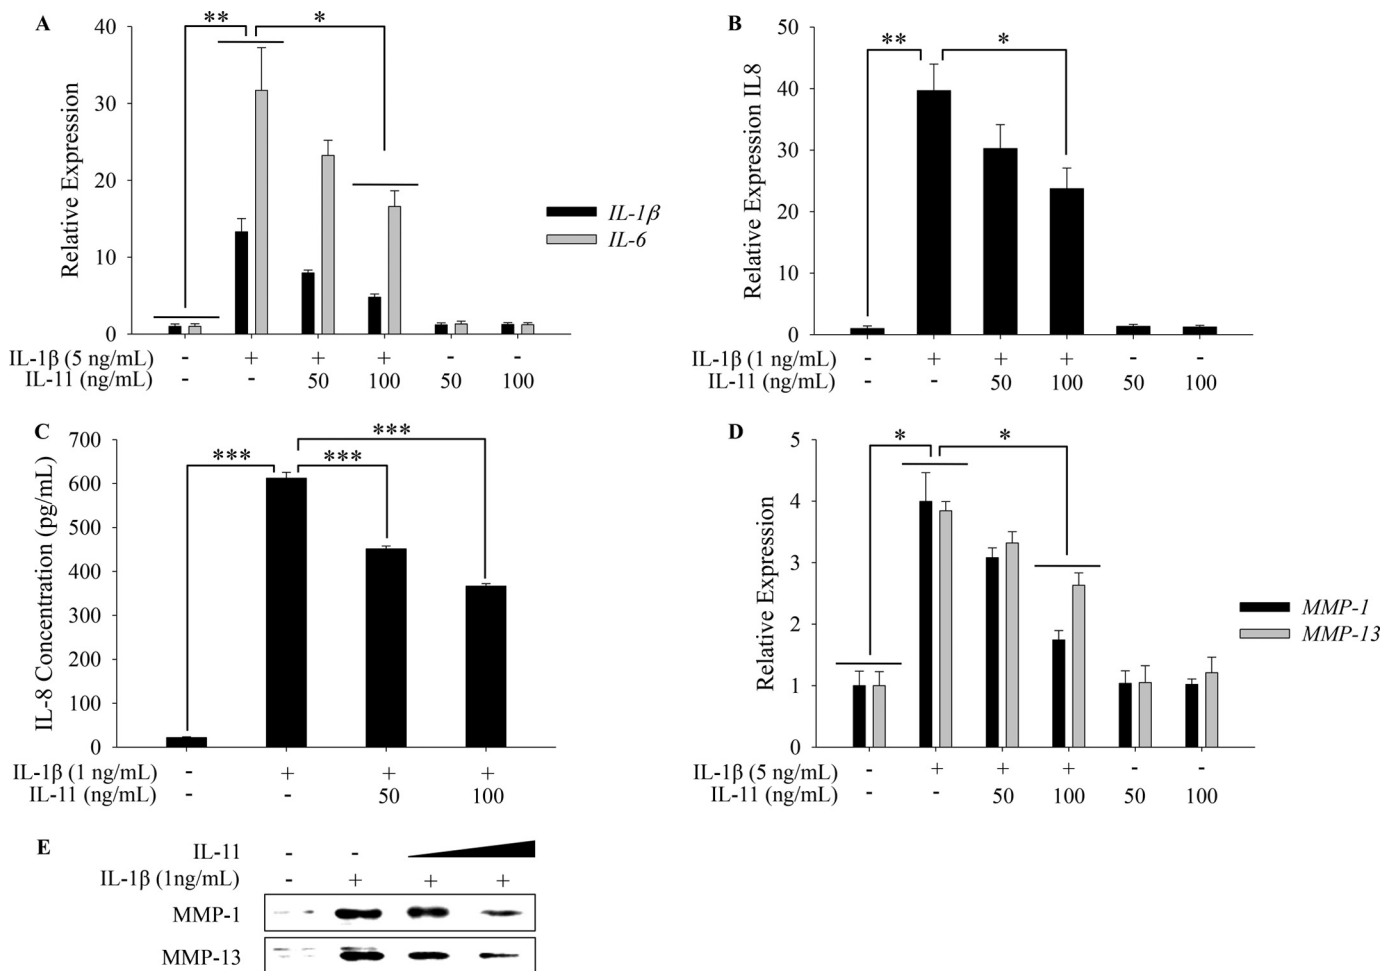 A
** *
40
30
20
10
0
Relative Expression
IL-1β
IL-6
IL-1β (5 ng/mL) - + + + - -
IL-11 (ng/mL) - - 50 100 50 100
B
** *
50
40
30
20
10
0
Relative Expression IL8
IL-1β (1 ng/mL) - + + + - -
IL-11 (ng/mL) - - 50 100 50 100
C
***
*** ***
700
600
500
400
300
200
100
0
IL-8 Concentration (pg/mL)
IL-1β (1 ng/mL) - + + +
IL-11 (ng/mL) - - 50 100
D
* *
5
4
3
2
1
0
Relative Expression
MMP-1
MMP-13
IL-1β (5 ng/mL) - + + + - -
IL-11 (ng/mL) - - 50 100 50 100
E
IL-11 - -
IL-1β (1ng/mL) - + + +
MMP-1
MMP-13